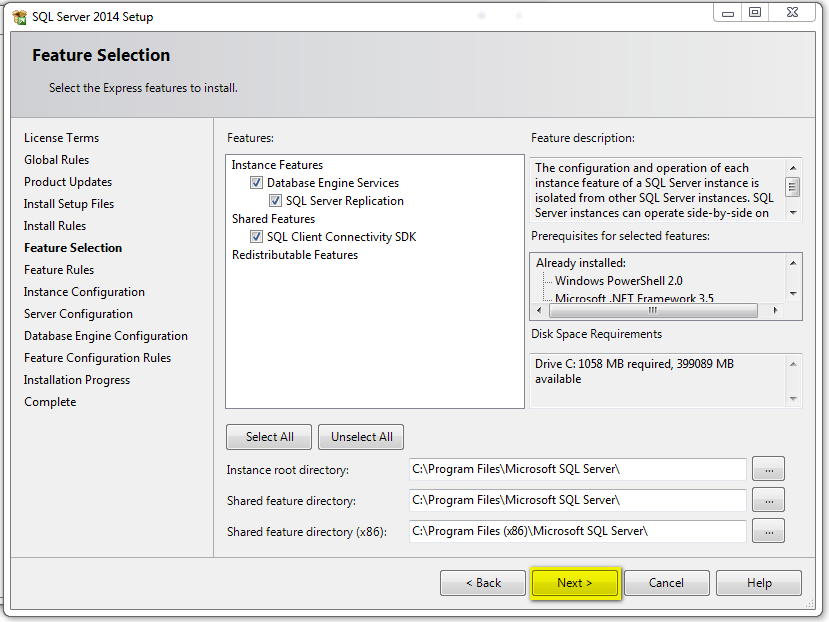 SQL Server 2014 Setup
Feature Selection
Select the Express features to install.
License Terms
Global Rules
Product Updates
Install Setup Files
Install Rules
Feature Selection
Feature Rules
Instance Configuration
Server Configuration
Database Engine Configuration
Feature Configuration Rules
Installation Progress
Complete
Features:
Instance Features
Database Engine Services
SQL Server Replication
Shared Features
SQL Client Connectivity SDK
Redistributable Features
Feature description:
The configuration and operation of each
instance feature of a SQL Server instance is
isolated from other SQL Server instances. SQL
Server instances can operate side-by-side on
Prerequisites for selected features:
Already installed:
Windows PowerShell 2.0
Microsoft .NET Framework 3.5
Disk Space Requirements
Drive C: 1058 MB required, 399089 MB
available
Select All
Unselect All
Instance root directory:
C:\Program Files\Microsoft SQL Server\
...
Shared feature directory:
C:\Program Files\Microsoft SQL Server\
...
Shared feature directory (x86):
C:\Program Files (x86)\Microsoft SQL Server\
...
< Back
Next >
Cancel
Help